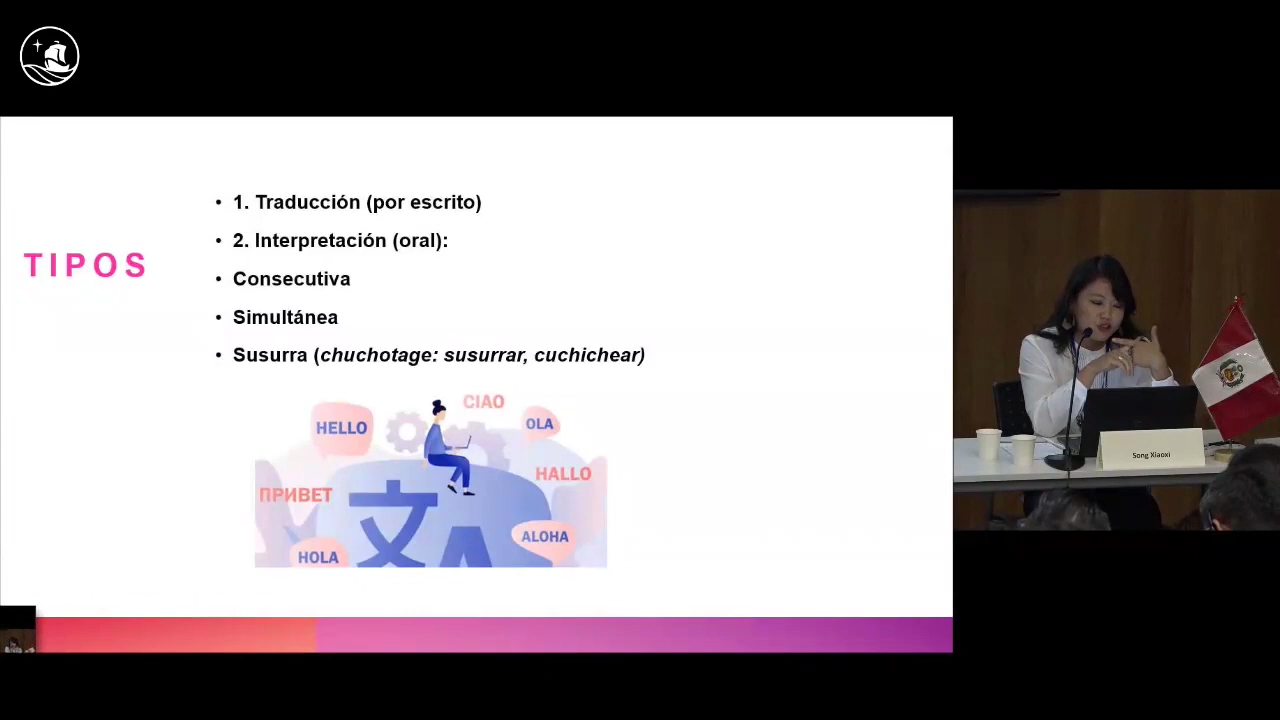 TIPOS
• 1. Traducción (por escrito)
• 2. Interpretación (oral):
• Consecutiva
• Simultánea
• Susurra (chuchotage: susurrar, cuchichear)
CIAO
HELLO
OLA
HALLO
ПРИВЕТ
文
A
ALOHA
HOLA
Song Xiaoxi